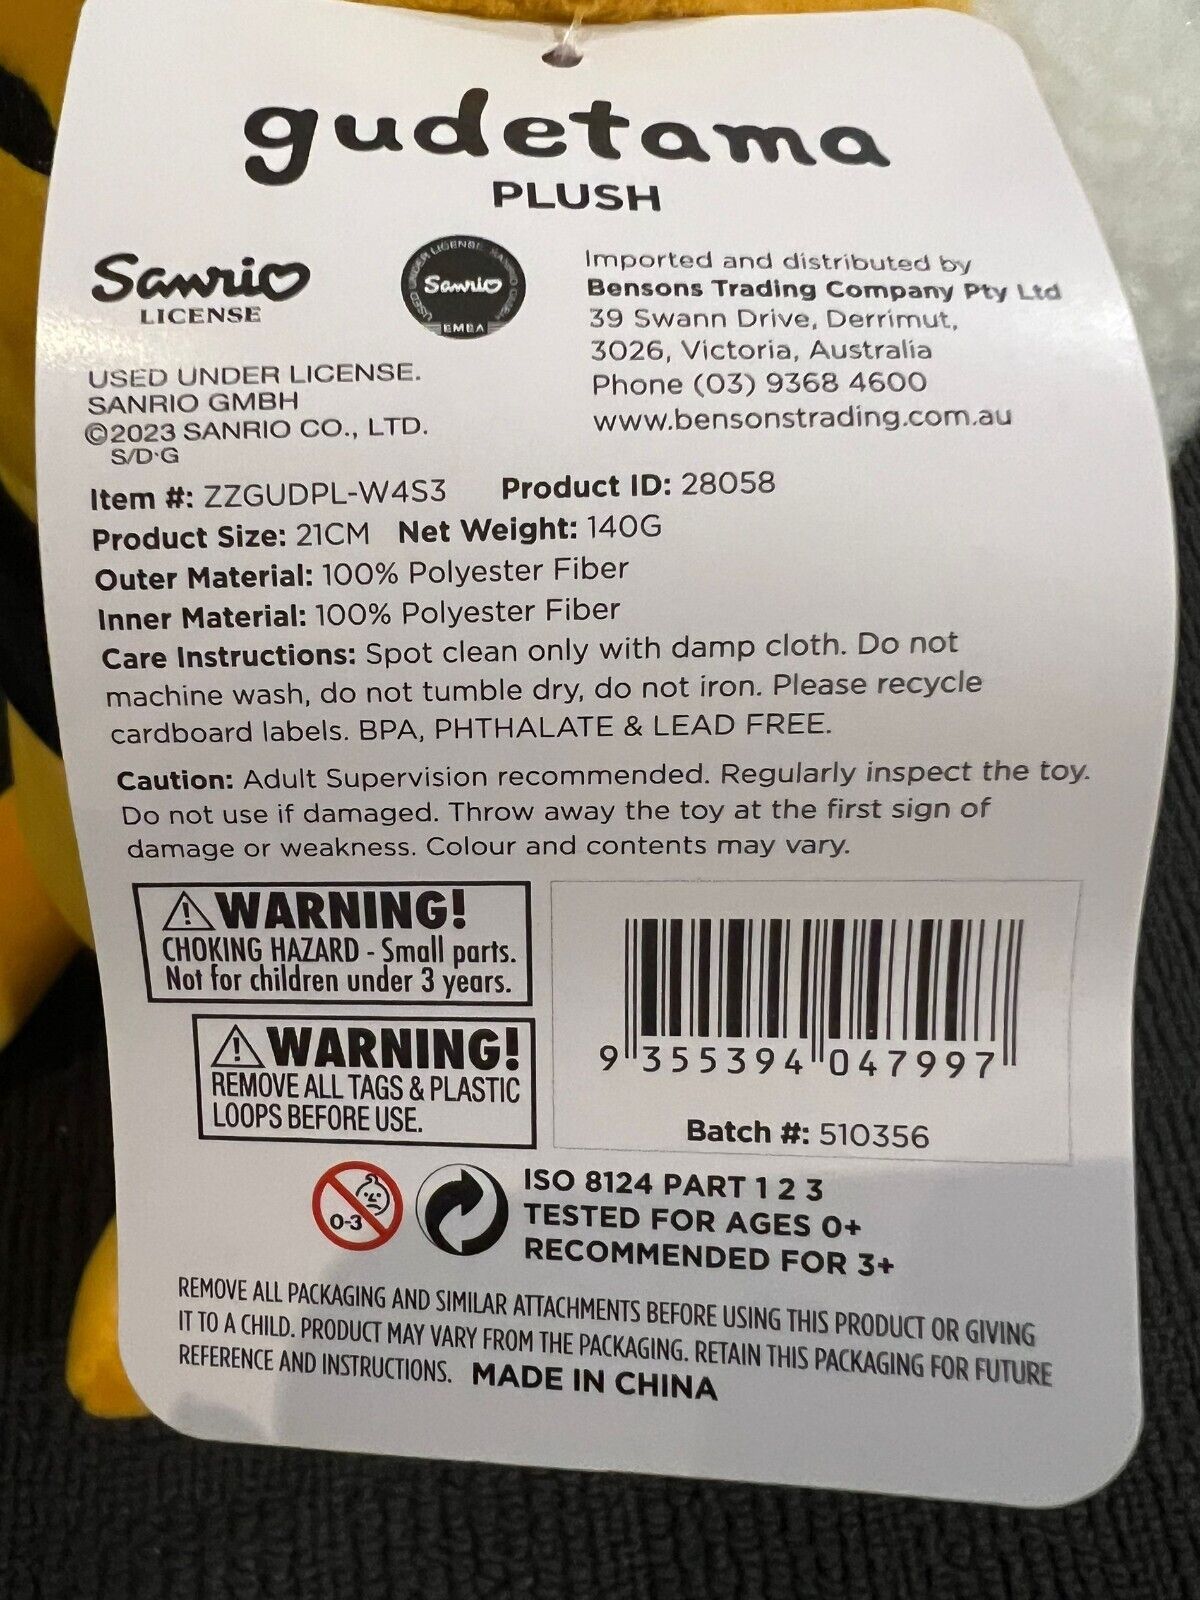 gudetama
PLUSH
Sanrio
LICENSE
USED UNDER LICENSE SANRIO GMBH
Sanrio
EMEA
Imported and distributed by
Bensons Trading Company Pty Ltd
39 Swann Drive, Derrimut,
3026, Victoria, Australia
Phone (03) 9368 4600
www.bensonstrading.com.au
USED UNDER LICENSE.
SANRIO GMBH
©2023 SANRIO CO., LTD.
S/D·G
Item #: ZZGUDPL-W4S3 Product ID: 28058
Product Size: 21CM Net Weight: 140G
Outer Material: 100% Polyester Fiber
Inner Material: 100% Polyester Fiber
Care Instructions: Spot clean only with damp cloth. Do not
machine wash, do not tumble dry, do not iron. Please recycle
cardboard labels. BPA, PHTHALATE & LEAD FREE.
Caution: Adult Supervision recommended. Regularly inspect the toy.
Do not use if damaged. Throw away the toy at the first sign of
damage or weakness. Colour and contents may vary.
WARNING!
CHOKING HAZARD - Small parts.
Not for children under 3 years.
WARNING!
REMOVE ALL TAGS & PLASTIC
LOOPS BEFORE USE.
9 355394 047997
Batch #: 510356
0-3
ISO 8124 PART 1 2 3
TESTED FOR AGES 0+
RECOMMENDED FOR 3+
REMOVE ALL PACKAGING AND SIMILAR ATTACHMENTS BEFORE USING THIS PRODUCT OR GIVING
IT TO A CHILD. PRODUCT MAY VARY FROM THE PACKAGING. RETAIN THIS PACKAGING FOR FUTURE
REFERENCE AND INSTRUCTIONS. MADE IN CHINA